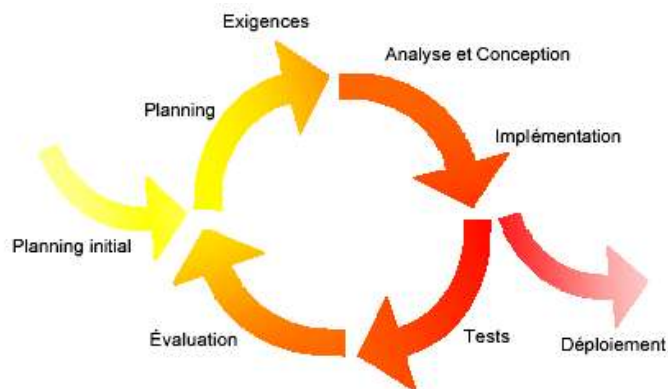 Exigences
Analyse et Conception
Planning
Implémentation
Planning initial
Évaluation
Tests
Déploiement